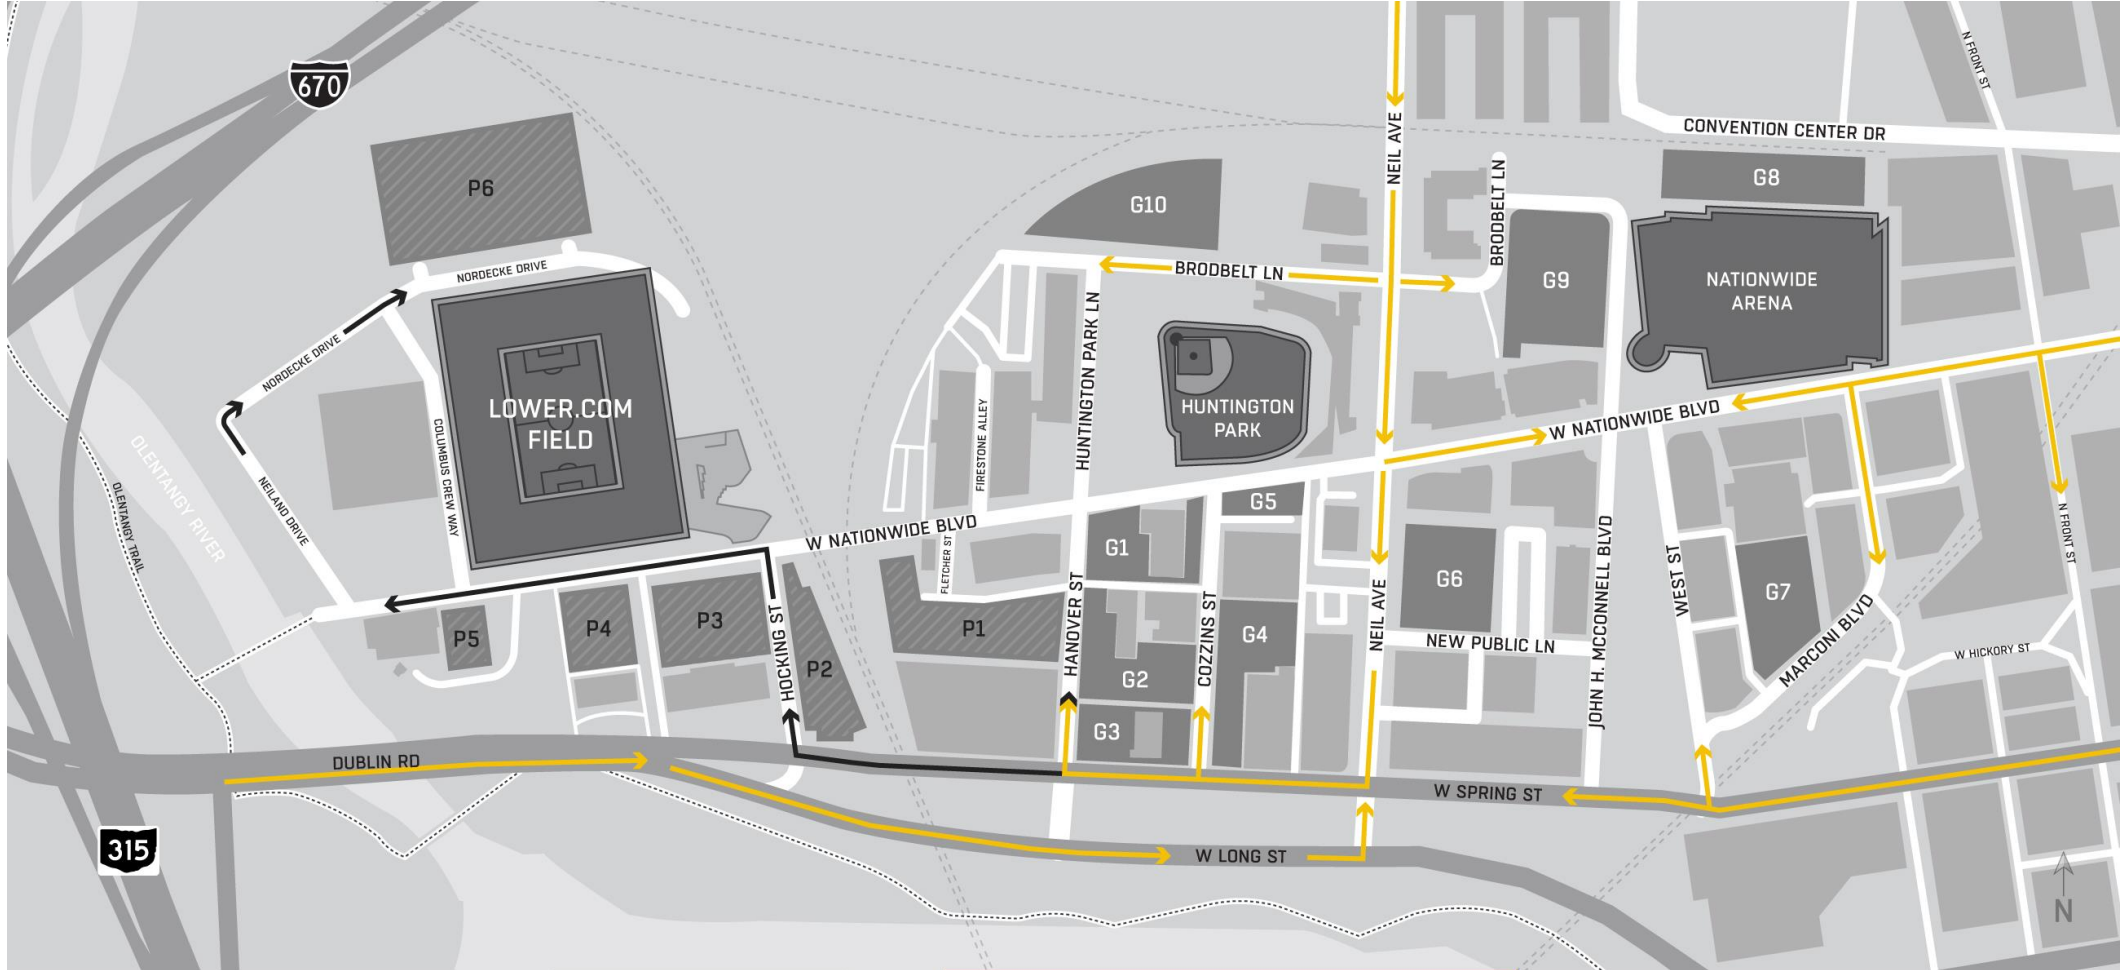 670
P6
NORDECKE DRIVE
NORDECKE DRIVE
NEILAND DRIVE
COLUMBUS CREW WAY
LOWER.COM
FIELD
OLENTANGY RIVER
OLENTANGY TRAIL
W NATIONWIDE BLVD
P5
P4
P3
HOCKING ST
P2
DUBLIN RD
315
G10
BRODBELT LN
HUNTINGTON PARK LN
FIRESTONE ALLEY
FLETCHER ST
P1
HANOVER ST
HUNTINGTON
PARK
G1
G2
G3
COZZINS ST
G5
G4
W LONG ST
NEIL AVE
NEIL AVE
BRODBELT LN
G9
G6
NEW PUBLIC LN
JOHN H. MCCONNELL BLVD
W SPRING ST
W NATIONWIDE BLVD
CONVENTION CENTER DR
G8
NATIONWIDE
ARENA
N FRONT ST
WEST ST
G7
MARCONI BLVD
N FRONT ST
W HICKORY ST
N